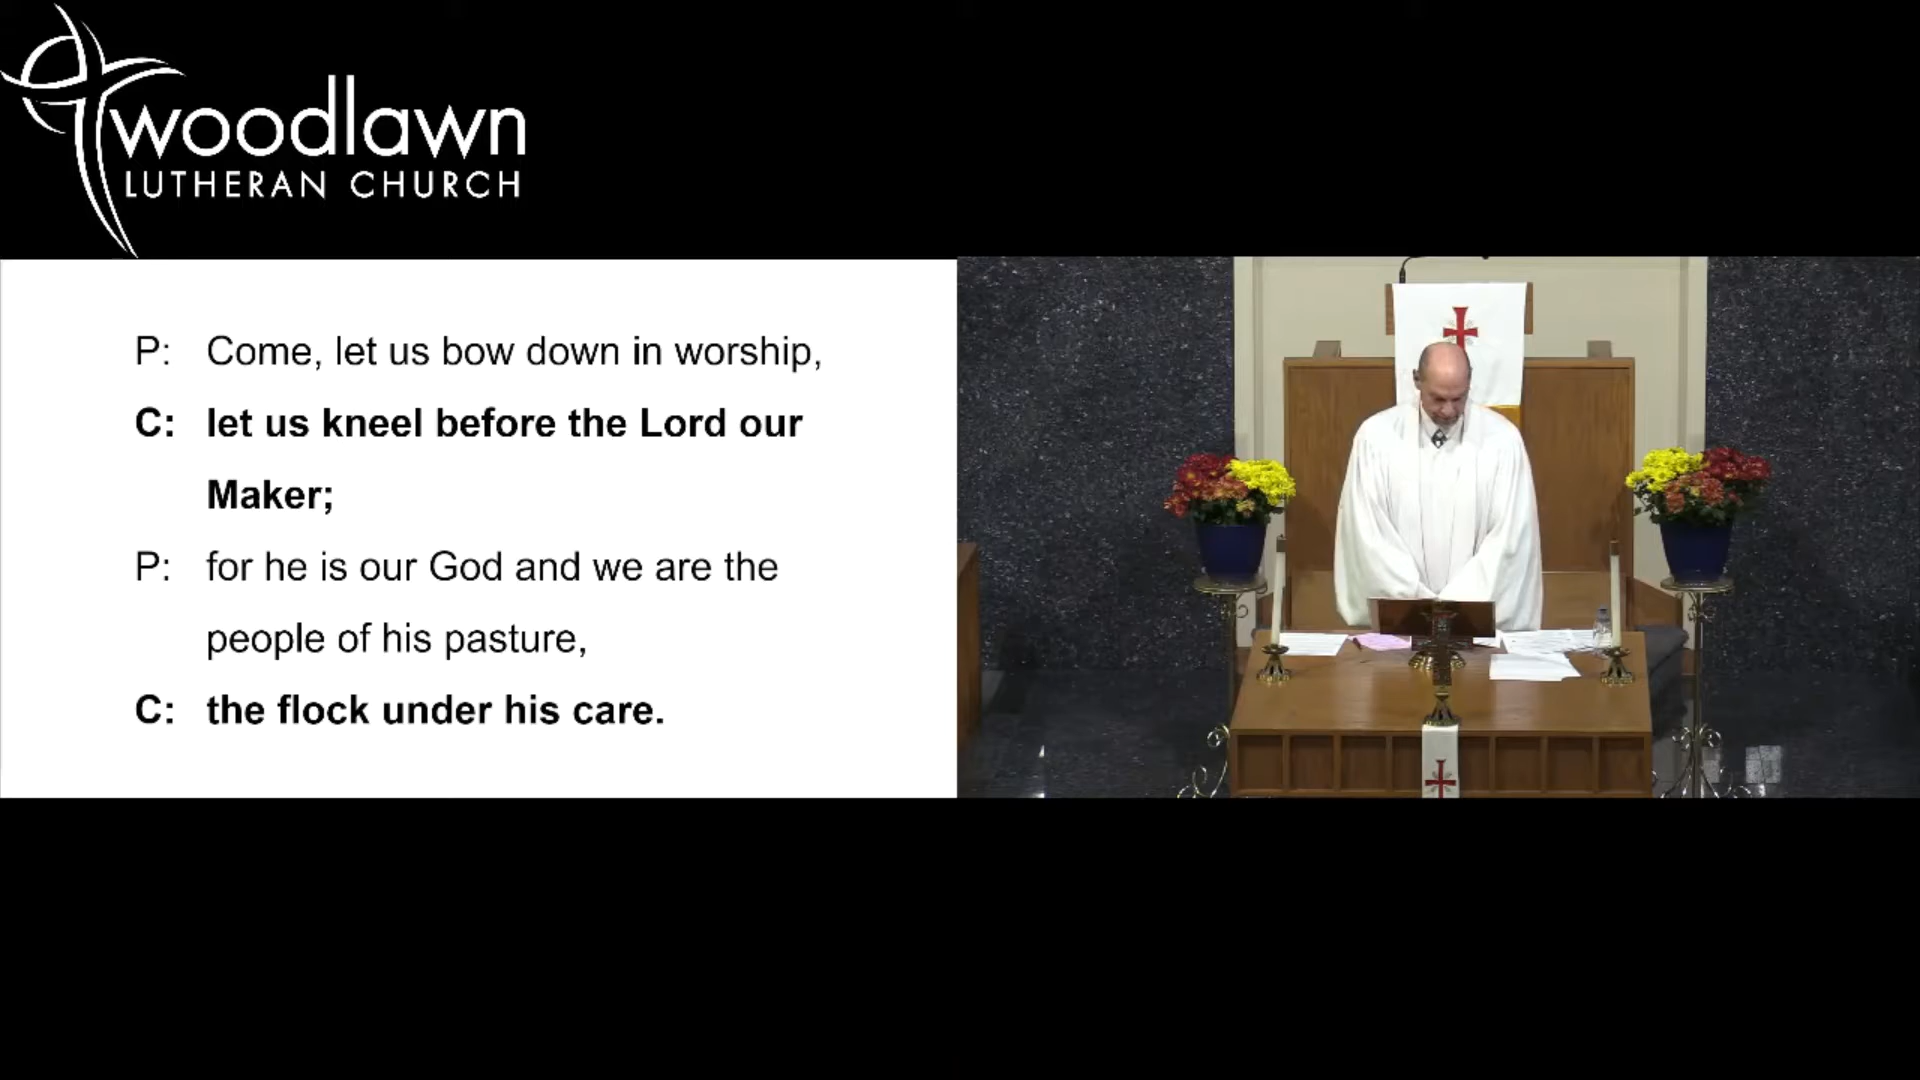 woodlawn
LUTHERAN CHURCH
P: Come, let us bow down in worship,
C: let us kneel before the Lord our
Maker;
P: for he is our God and we are the
people of his pasture,
C: the flock under his care.